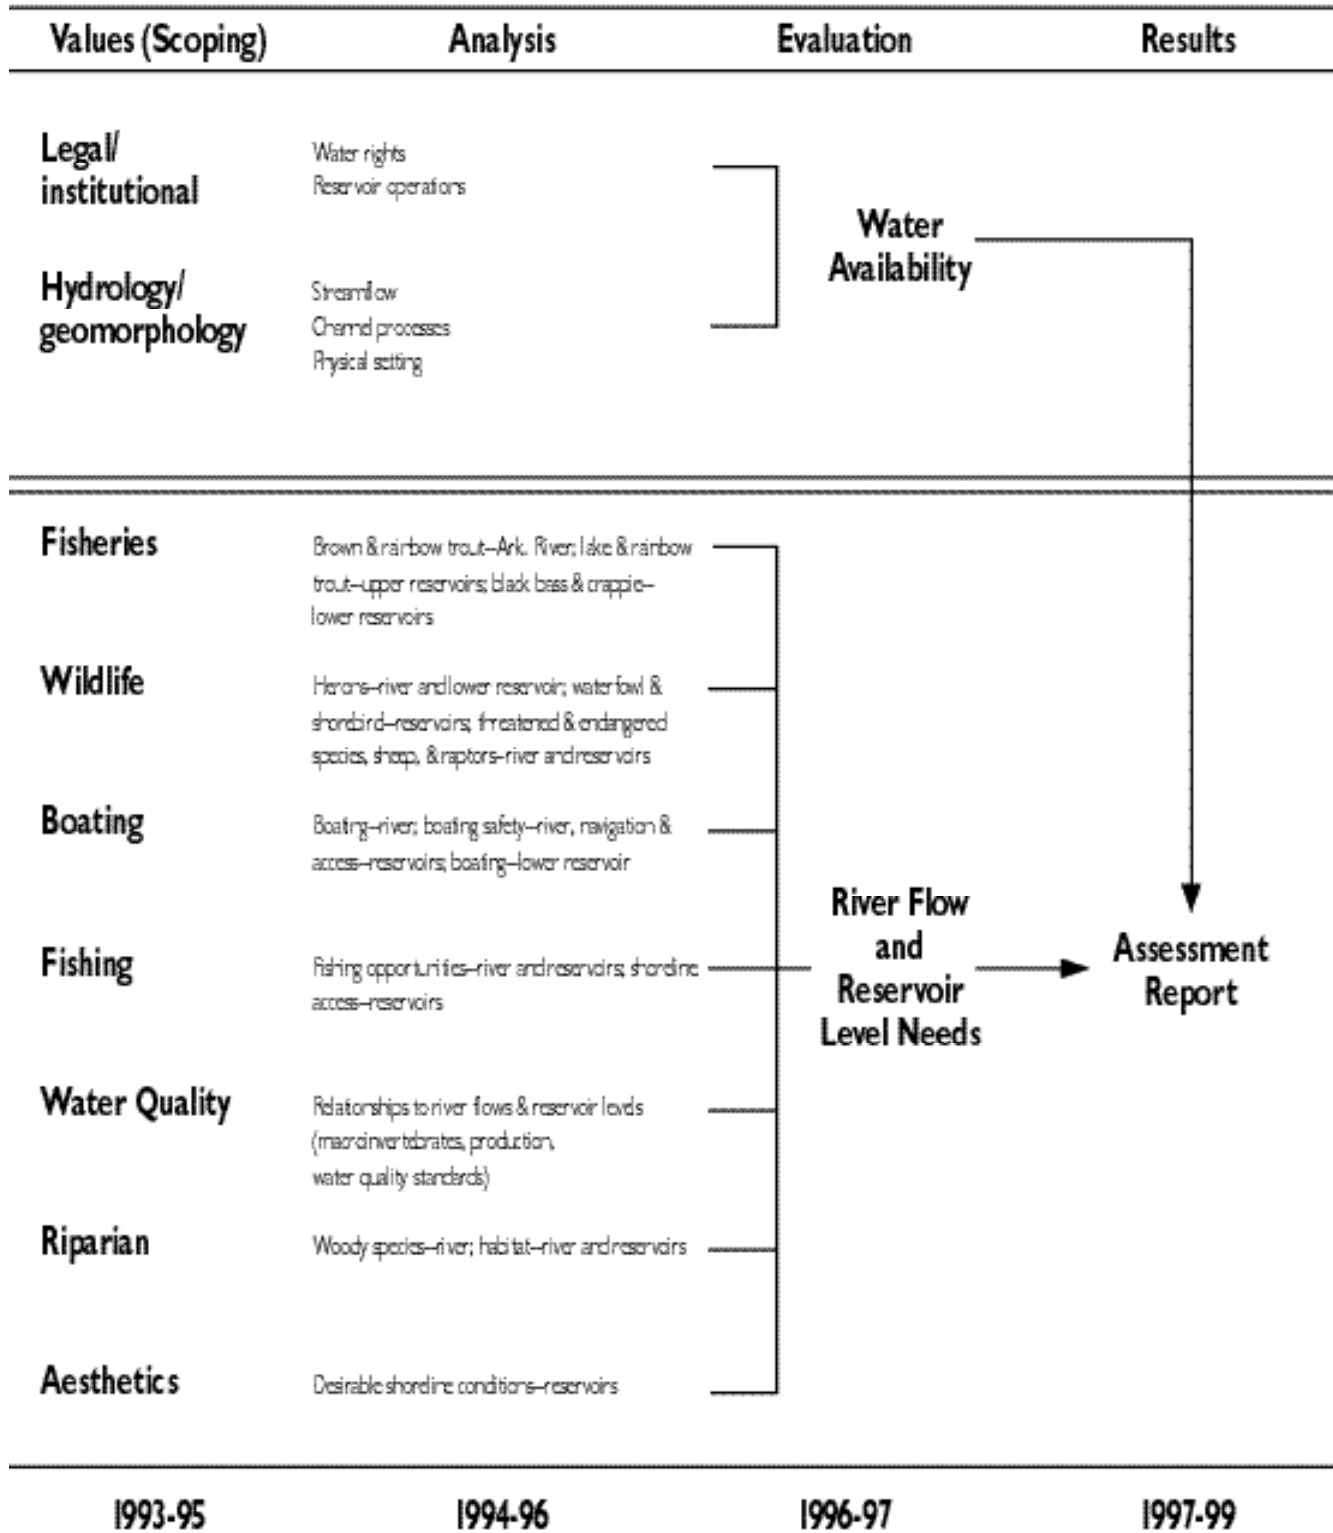 Values (Scoping) Analysis Evaluation Results
Legal/
institutional
Water rights
Reservoir operations
Hydrology/
geomorphology
Streamflow
Channel processes
Physical setting
Water
Availability
Fisheries
Brown & rainbow trout–Ark. River; lake & rainbow
trout–upper reservoirs; black bass & crappie–
lower reservoirs
Wildlife
Herons–river and lower reservoir; waterfowl &
shorebird–reservoirs; threatened & endangered
species, sheep, & raptors–river and reservoirs
Boating
Boating–river; boating safety–river, navigation &
access–reservoirs; boating–lower reservoir
Fishing
Fishing opportunities–river and reservoirs; shoreline
access–reservoirs
River Flow
and
Reservoir
Level Needs
Assessment
Report
Water Quality
Relationships to river flows & reservoir levels
(macroinvertebrates, production,
water quality standards)
Riparian
Woody species–river; habitat–river and reservoirs
Aesthetics
Desirable shoreline conditions–reservoirs
1993-95 1994-96 1996-97 1997-99